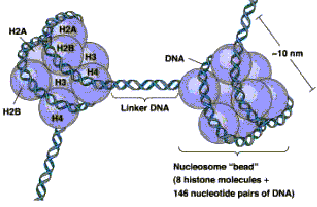 H2A
H2A
H2B
H3
H4
H3
H2B
H4
Linker DNA
DNA
~10 nm
Nucleosome "bead"
(8 histone molecules +
146 nucleotide pairs of DNA)